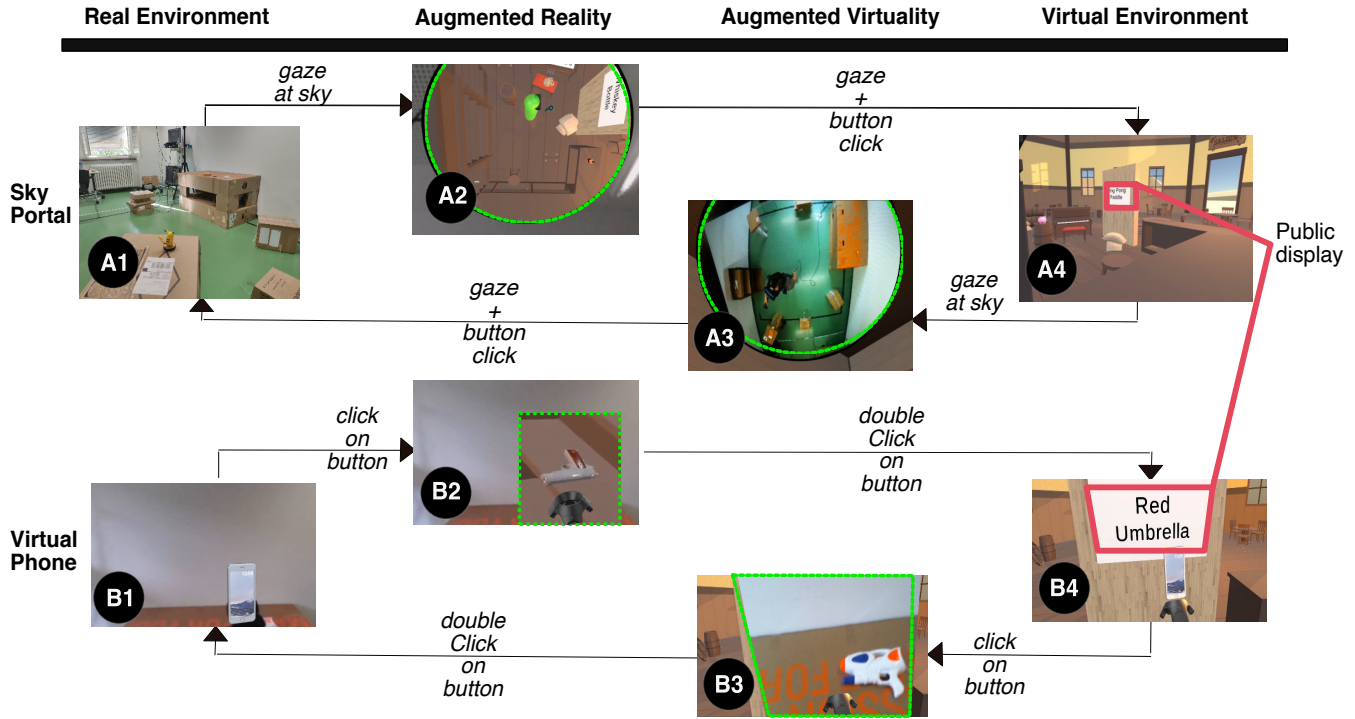 Real Environment
Augmented Reality
Augmented Virtuality
Virtual Environment
gaze
at sky
gaze
+
button
click
Sky
Portal
A1
A2
A3
A4
Public
display
gaze
+
button
click
gaze
at sky
click
on
button
double
Click
on
button
Virtual
Phone
B1
B2
B3
B4
Red
Umbrella
double
Click
on
button
click
on
button